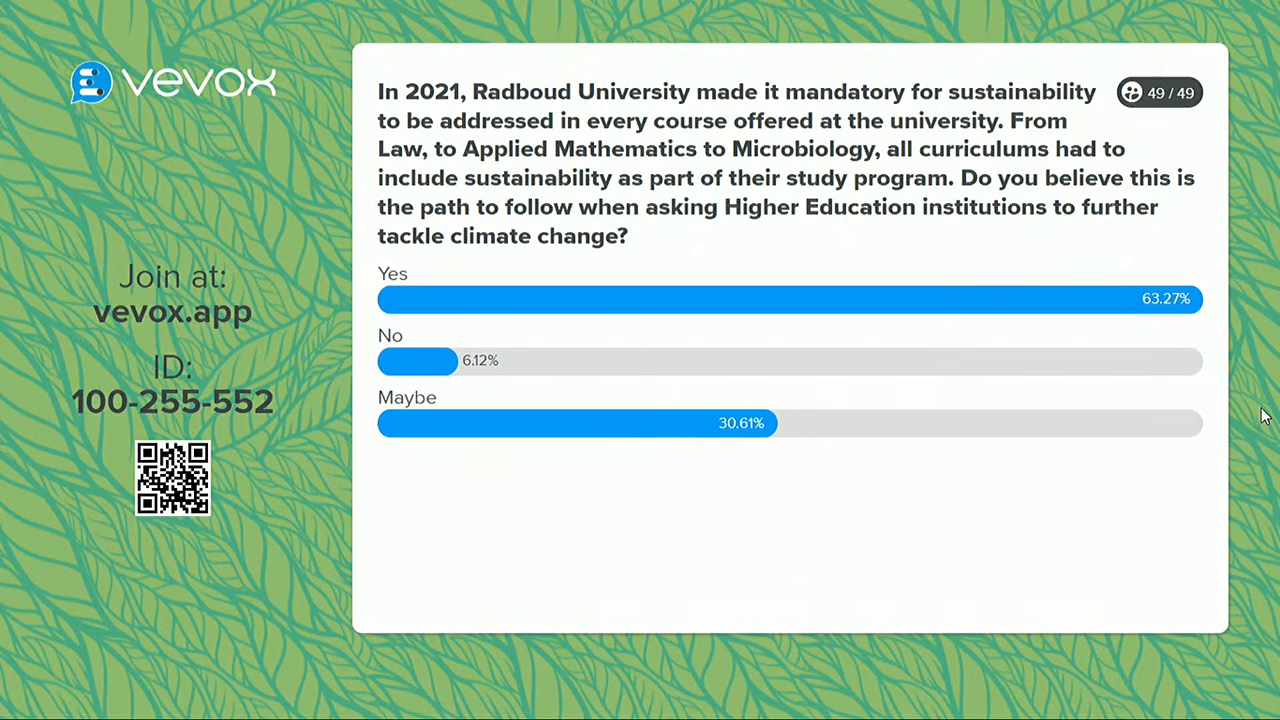 vevox
Join at:
vevox.app
ID:
100-255-552
In 2021, Radboud University made it mandatory for sustainability
to be addressed in every course offered at the university. From
Law, to Applied Mathematics to Microbiology, all curriculums had to
include sustainability as part of their study program. Do you believe this is
the path to follow when asking Higher Education institutions to further
tackle climate change?
49 / 49
Yes
63.27%
No
6.12%
Maybe
30.61%